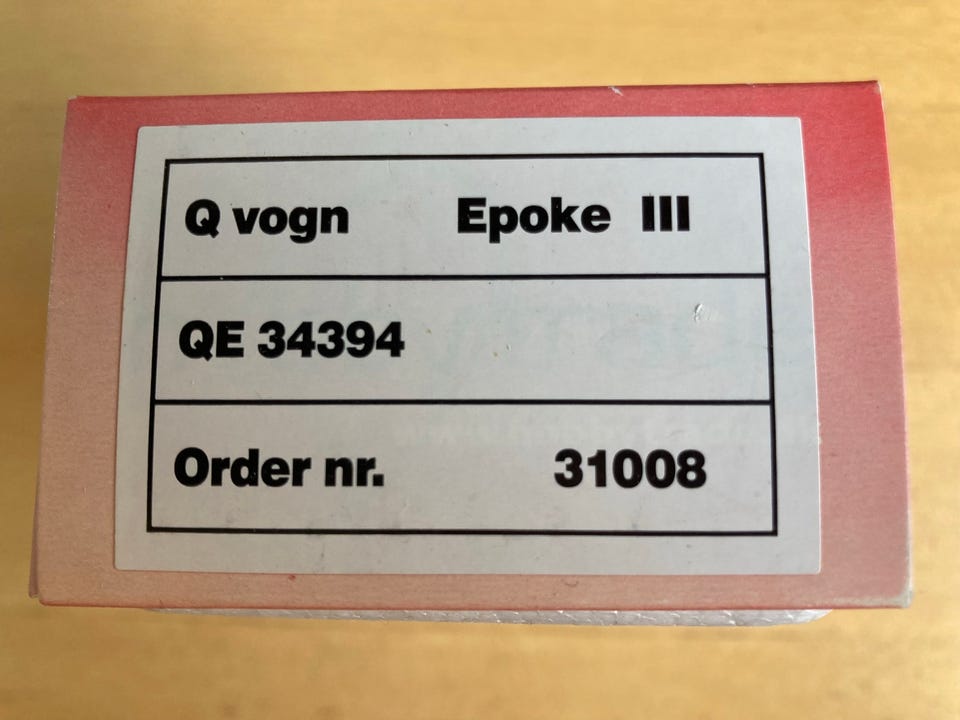 Q vogn Epoke III
QE 34394
Order nr. 31008